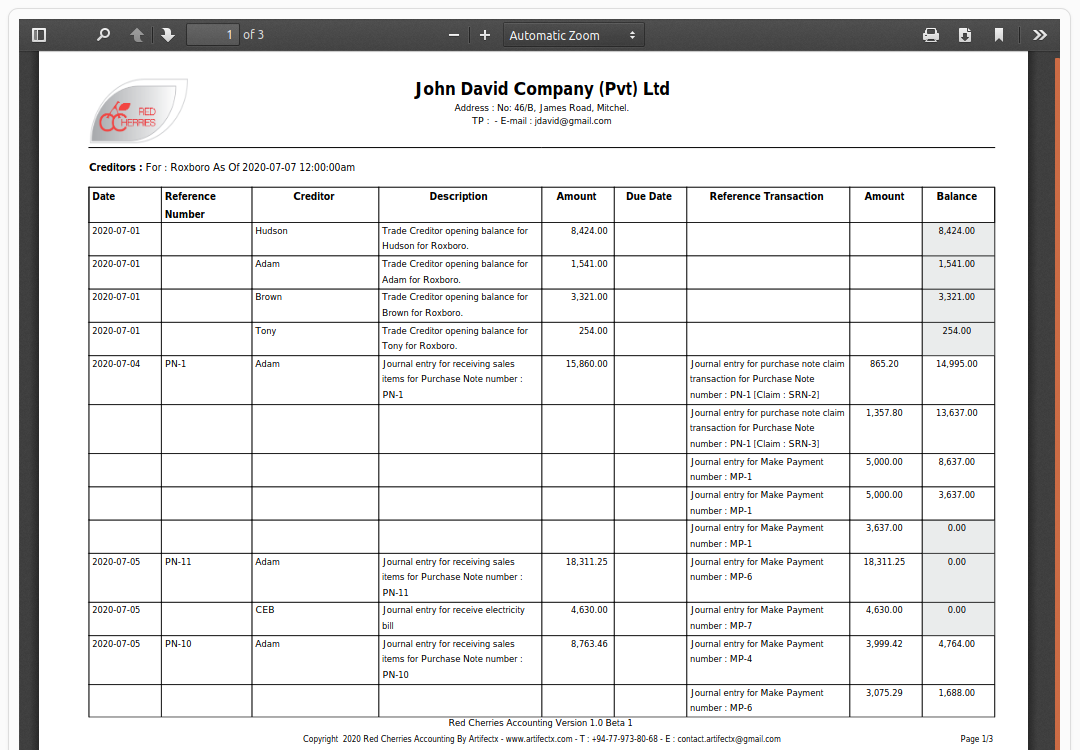 1 of 3 Automatic Zoom
RED
CHERRIES
John David Company (Pvt) Ltd
Address : No: 46/B, James Road, Mitchel.
TP : - E-mail : jdavid@gmail.com
Creditors : For : Roxboro As Of 2020-07-07 12:00:00am
Date Reference Creditor Description Amount Due Date Reference Transaction Amount Balance
Number
2020-07-01 Hudson Trade Creditor opening balance for 8,424.00 8,424.00
Hudson for Roxboro.
2020-07-01 Adam Trade Creditor opening balance for 1,541.00 1,541.00
Adam for Roxboro.
2020-07-01 Brown Trade Creditor opening balance for 3,321.00 3,321.00
Brown for Roxboro.
2020-07-01 Tony Trade Creditor opening balance for 254.00 254.00
Tony for Roxboro.
2020-07-04 PN-1 Adam Journal entry for receiving sales 15,860.00 Journal entry for purchase note claim 865.20 14,995.00
items for Purchase Note number : transaction for Purchase Note
PN-1 number : PN-1 [Claim : SRN-2]
Journal entry for purchase note claim 1,357.80 13,637.00
transaction for Purchase Note
number : PN-1 [Claim : SRN-3]
Journal entry for Make Payment 5,000.00 8,637.00
number : MP-1
Journal entry for Make Payment 5,000.00 3,637.00
number : MP-1
Journal entry for Make Payment 3,637.00 0.00
number : MP-1
2020-07-05 PN-11 Adam Journal entry for receiving sales 18,311.25 Journal entry for Make Payment 18,311.25 0.00
items for Purchase Note number : number : MP-6
PN-11
2020-07-05 CEB Journal entry for receive electricity 4,630.00 Journal entry for Make Payment 4,630.00 0.00
bill number : MP-7
2020-07-05 PN-10 Adam Journal entry for receiving sales 8,763.46 Journal entry for Make Payment 3,999.42 4,764.00
items for Purchase Note number : number : MP-4
PN-10
Journal entry for Make Payment 3,075.29 1,688.00
number : MP-6
Red Cherries Accounting Version 1.0 Beta 1
Copyright 2020 Red Cherries Accounting By Artifectx - www.artifectx.com - T : +94-77-973-80-68 - E : contact.artifectx@gmail.com Page 1/3